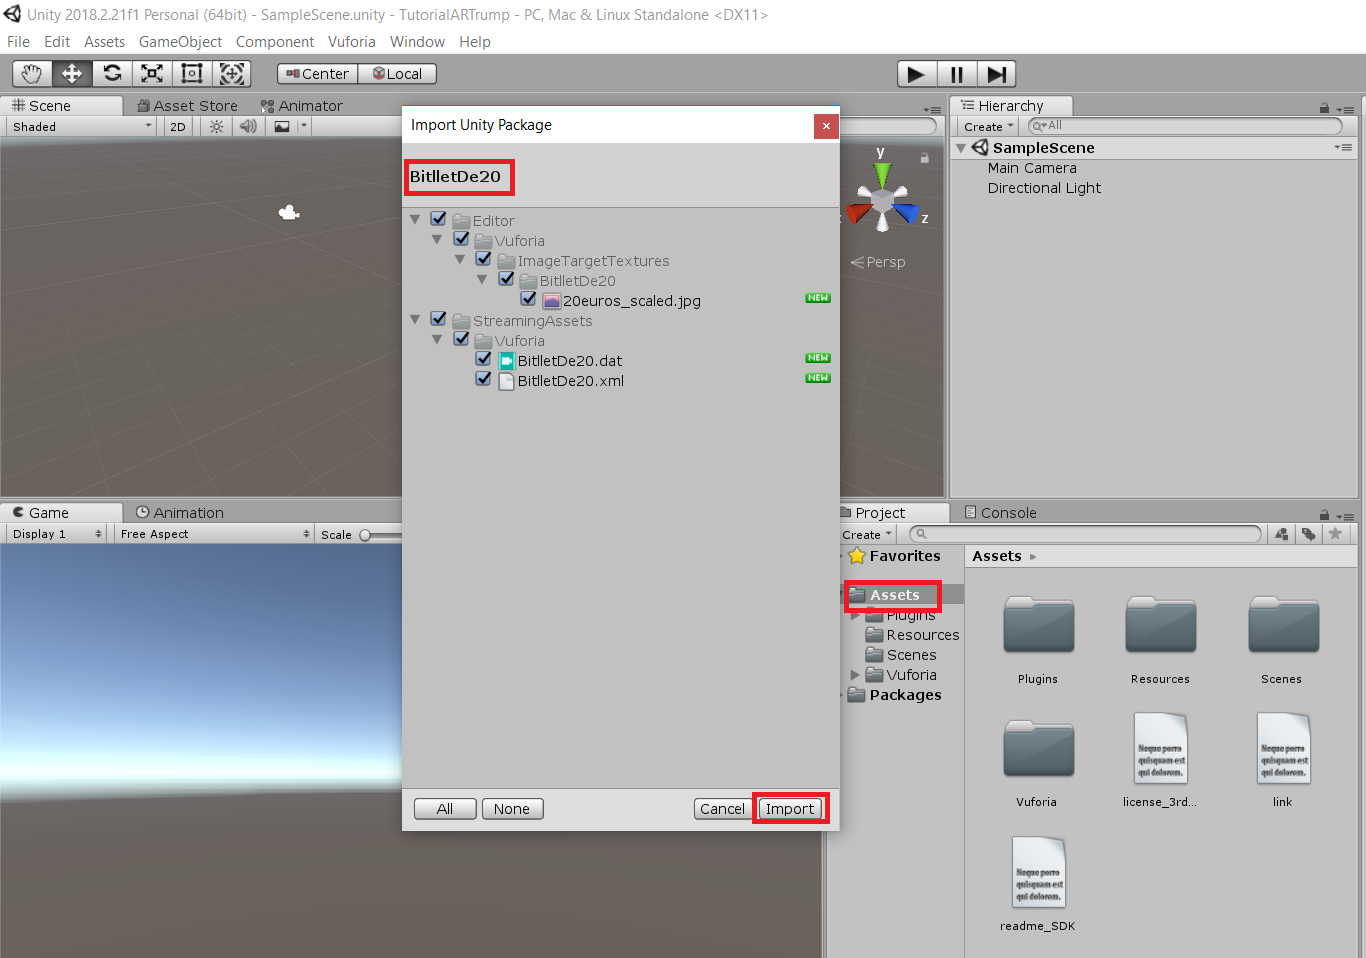 Unity 2018.2.21f1 Personal (64bit) - SampleScene.unity - TutorialARTrump - PC, Mac & Linux Standalone <DX11>
File Edit Assets GameObject Component Vuforia Window Help
Center Local
Scene Asset Store Animator
Shaded 2D
Import Unity Package
BitlletDe20
Editor
Vuforia
ImageTargetTextures
BitlletDe20
20euros_scaled.jpg NEW
StreamingAssets
Vuforia
BitlletDe20.dat NEW
BitlletDe20.xml NEW
All None Cancel Import
y
z
Persp
Hierarchy
Create All
SampleScene
Main Camera
Directional Light
Game Animation
Display 1 Free Aspect Scale
Project Console
Create
Favorites
Assets
Plugins
Resources
Scenes
Vuforia
Packages
Assets
Plugins Resources Scenes
Neque porro quisquam est qui dolorem.
Neque porro quisquam est qui dolorem.
Vuforia license_3rd... link
Neque porro quisquam est qui dolorem.
readme_SDK